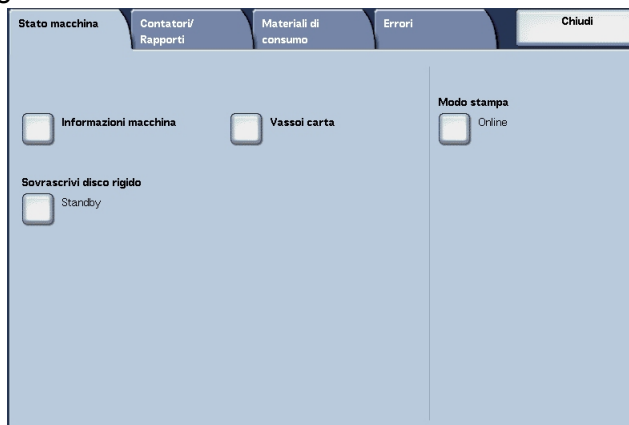 Stato macchina
Contatori/
Rapporti
Materiali di
consumo
Errori
Chiudi
Informazioni macchina
Vassoi carta
Modo stampa
Online
Sovrascrivi disco rigido
Standby